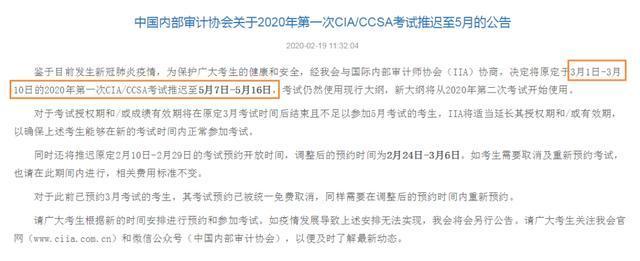 中国内部审计协会关于2020年第一次CIA/CCSA考试推迟至5月的公告
2020-02-19 11:32:04
鉴于目前发生新冠肺炎疫情，为保护广大考生的健康和安全，经我会与国际内部审计师协会（IIA）协商，决定将原定于3月1日-3月
10日的2020年第一次CIA/CCSA考试推迟至5月7日-5月16日，考试仍然使用现行大纲，新大纲将从2020年第二次考试开始使用。
对于考试授权期和/或成绩有效期将在原定3月考试时间后结束且不足以参加5月考试的考生，IIA将适当延长其授权期和/或有效期，
以确保上述考生能够在新的考试时间内正常参加考试。
同时还将推迟原定2月10日-2月29日的考试预约开放时间，调整后的预约时间为2月24日-3月6日。如考生需要取消及重新预约考试，
也请在此期间内进行，相关费用标准不变。
对于此前已预约3月考试的考生，其考试预约已被统一免费取消，同样需要在调整后的预约时间内重新预约。
请广大考生根据新的时间安排进行预约和参加考试。如疫情发展导致上述安排无法实现，我会将会另行公告。请广大考生关注我会官
网（www.ciia.com.cn）和微信公众号（中国内部审计协会），以便及时了解最新动态。